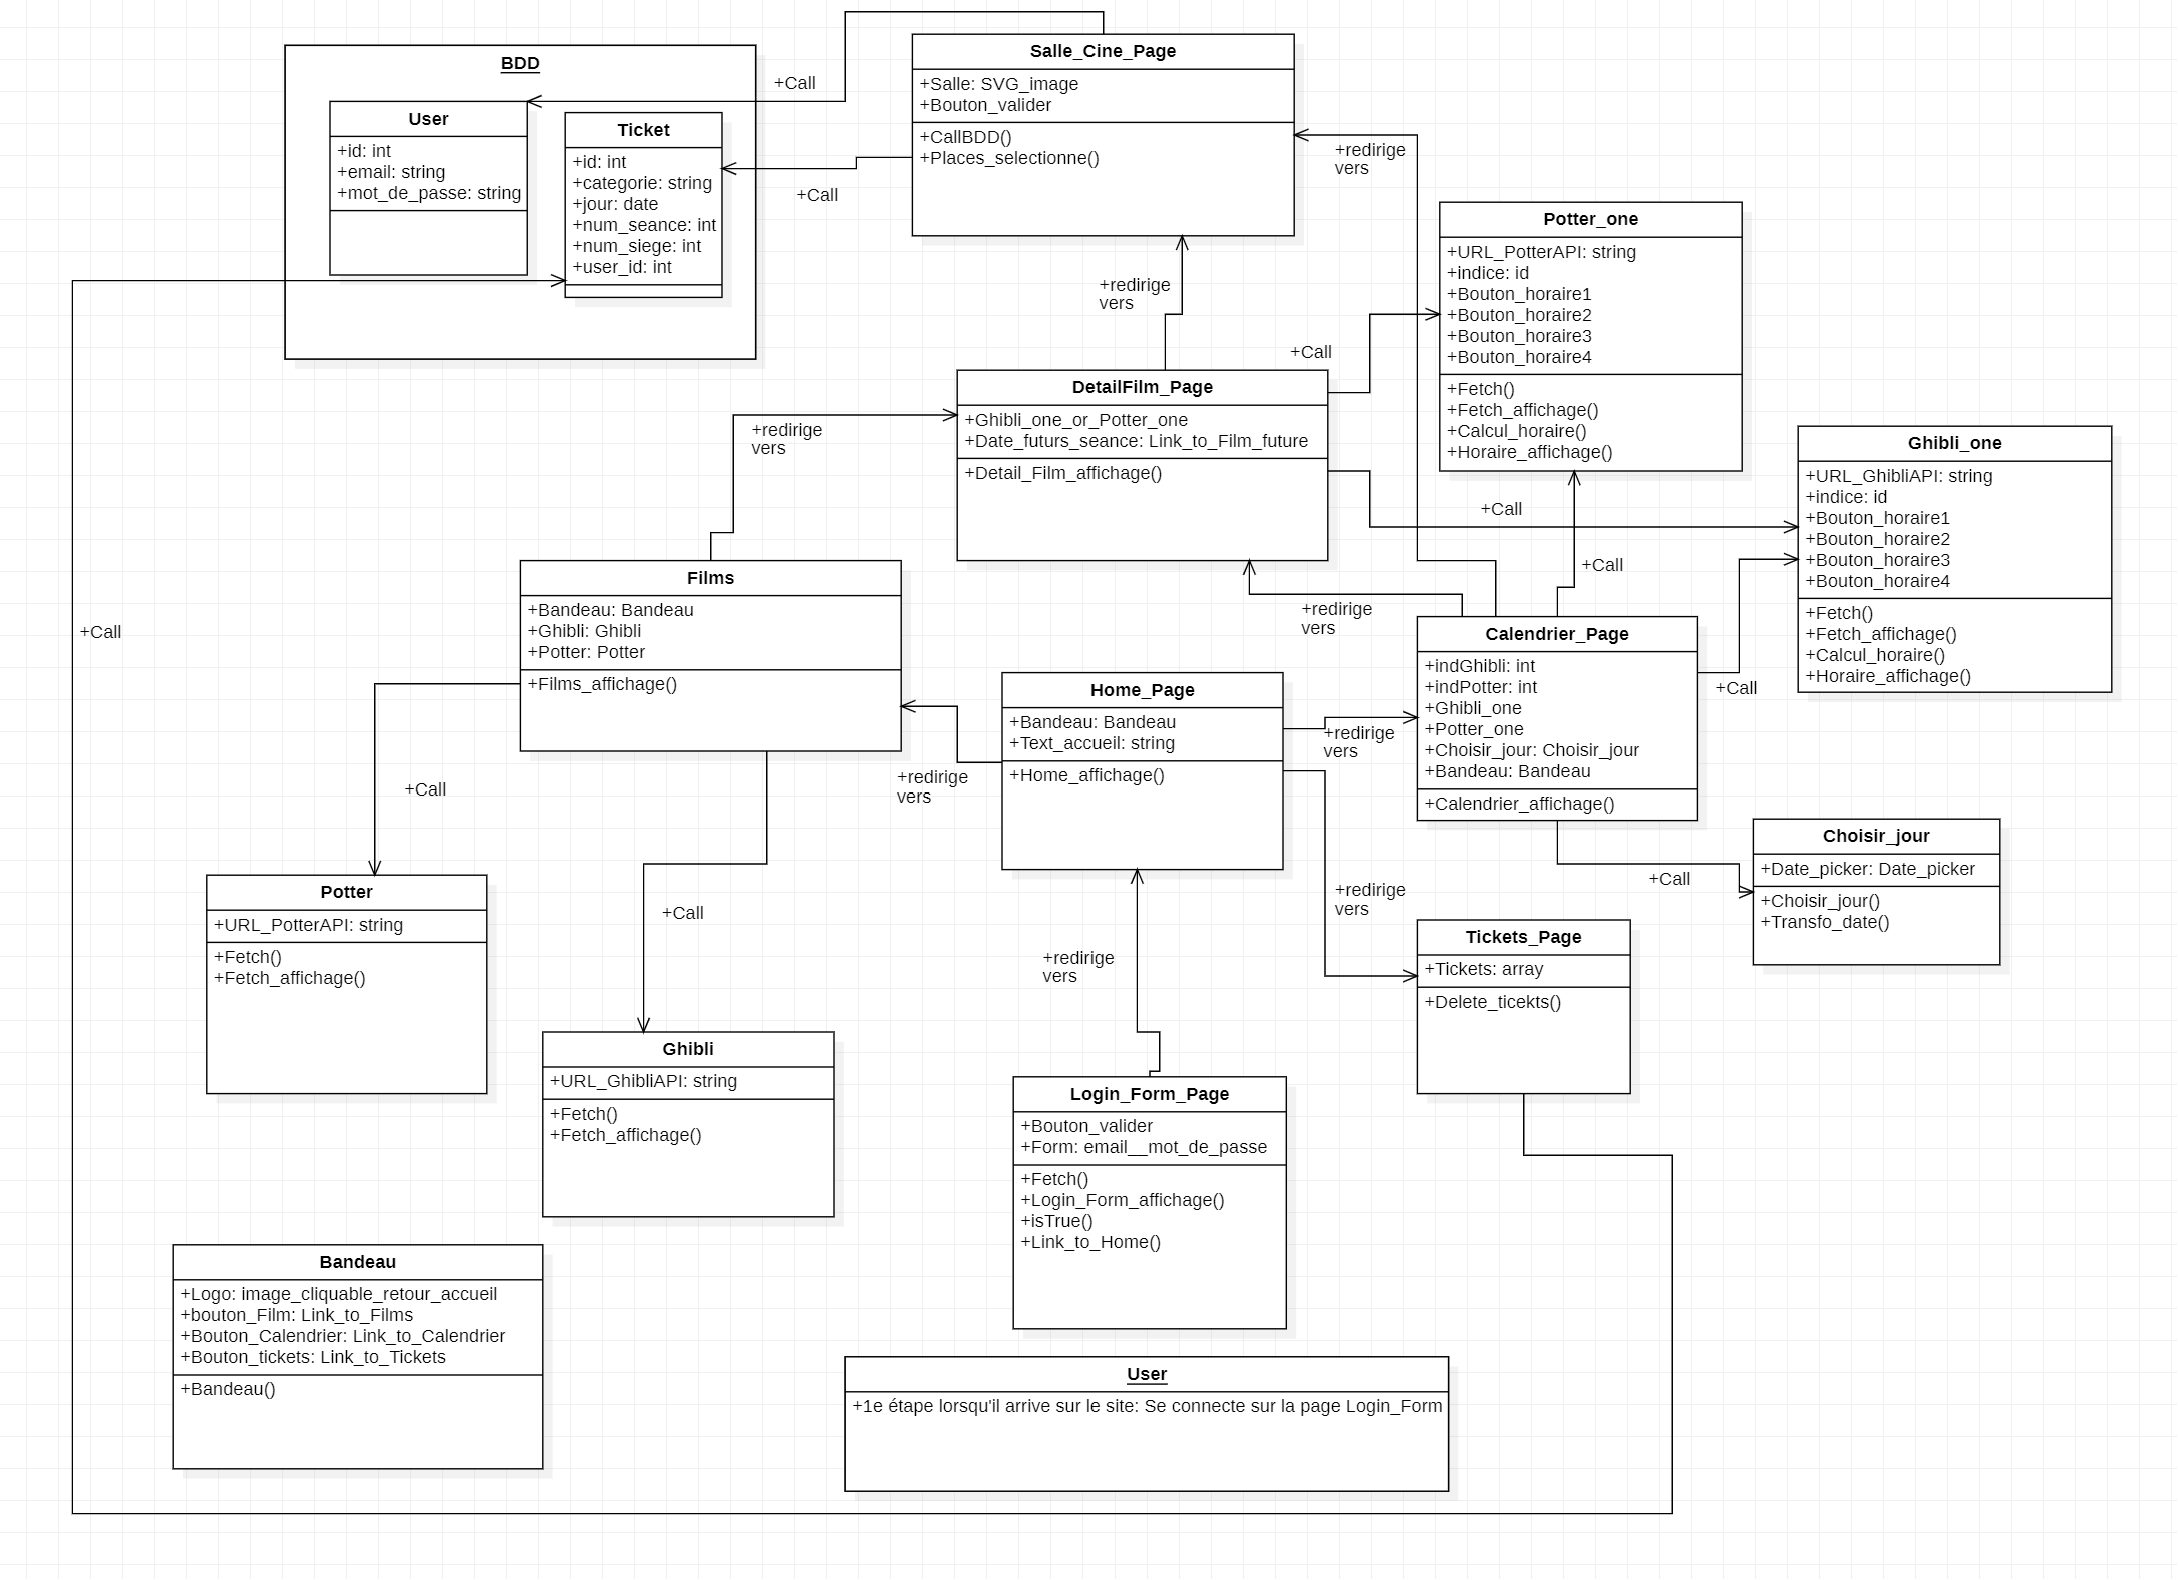 BDD
User
+id: int
+email: string
+mot_de_passe: string
Ticket
+id: int
+categorie: string
+jour: date
+num_seance: int
+num_siege: int
+user_id: int
+Call
+Call
Salle_Cine_Page
+Salle: SVG_image
+Bouton_valider
+CallBDD()
+Places_selectionne()
+redirige
vers
+redirige
vers
Potter_one
+URL_PotterAPI: string
+indice: id
+Bouton_horaire1
+Bouton_horaire2
+Bouton_horaire3
+Bouton_horaire4
+Fetch()
+Fetch_affichage()
+Calcul_horaire()
+Horaire_affichage()
+Call
DetailFilm_Page
+Ghibli_one_or_Potter_one
+Date_futurs_seance: Link_to_Film_future
+Detail_Film_affichage()
+redirige
vers
+Call
Ghibli_one
+URL_GhibliAPI: string
+indice: id
+Bouton_horaire1
+Bouton_horaire2
+Bouton_horaire3
+Bouton_horaire4
+Fetch()
+Fetch_affichage()
+Calcul_horaire()
+Horaire_affichage()
+Call
+redirige
vers
+Call
Films
+Bandeau: Bandeau
+Ghibli: Ghibli
+Potter: Potter
+Films_affichage()
Calendrier_Page
+indGhibli: int
+indPotter: int
+Ghibli_one
+Potter_one
+Choisir_jour: Choisir_jour
+Bandeau: Bandeau
+Calendrier_affichage()
+Call
Home_Page
+Bandeau: Bandeau
+Text_accueil: string
+Home_affichage()
+redirige
vers
+redirige
vers
+Call
Choisir_jour
+Date_picker: Date_picker
+Choisir_jour()
+Transfo_date()
+Call
+redirige
vers
Potter
+URL_PotterAPI: string
+Fetch()
+Fetch_affichage()
+Call
Tickets_Page
+Tickets: array
+Delete_ticekts()
+redirige
vers
Ghibli
+URL_GhibliAPI: string
+Fetch()
+Fetch_affichage()
Login_Form_Page
+Bouton_valider
+Form: email__mot_de_passe
+Fetch()
+Login_Form_affichage()
+isTrue()
+Link_to_Home()
Bandeau
+Logo: image_cliquable_retour_accueil
+bouton_Film: Link_to_Films
+Bouton_Calendrier: Link_to_Calendrier
+Bouton_tickets: Link_to_Tickets
+Bandeau()
User
+1e étape lorsqu'il arrive sur le site: Se connecte sur la page Login_Form